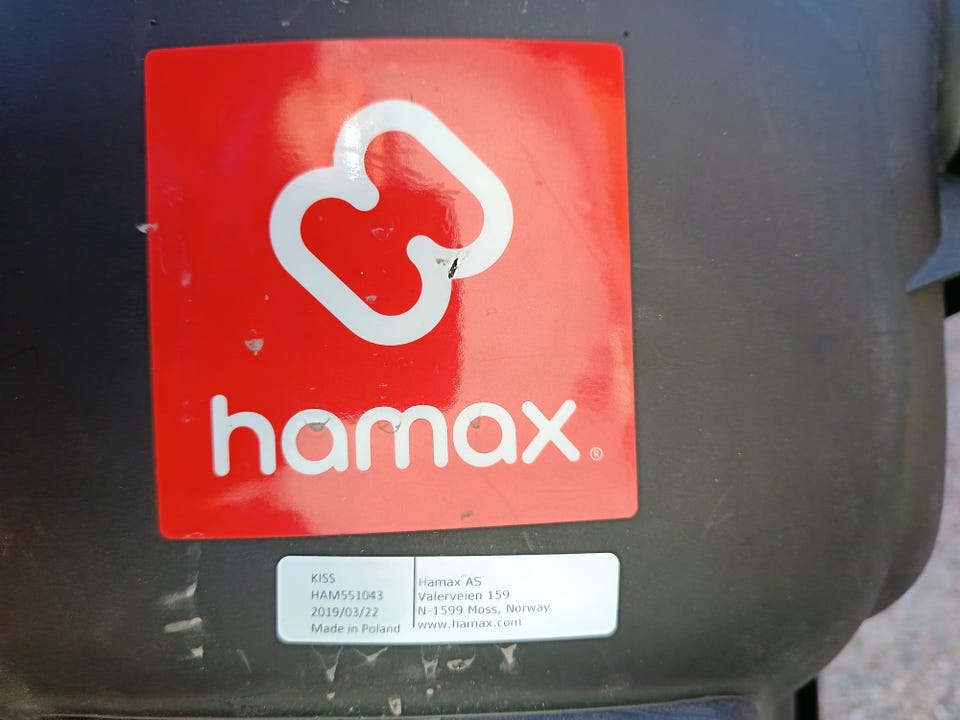 hamax®
KISS
HAM551043
2019/03/22
Made in Poland
Hamax AS
Valerveien 159
N-1599 Moss, Norway
www.hamax.com